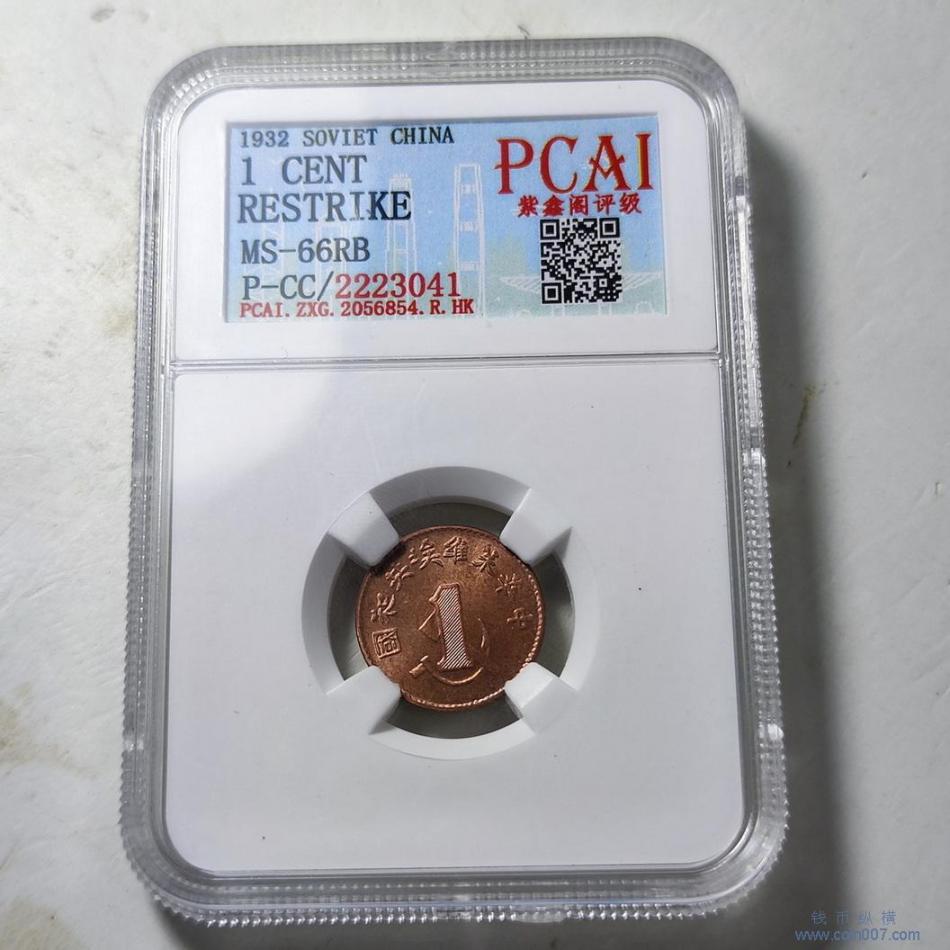 1932 SOVIET CHINA
1 CENT
RESTRIKE
MS-66RB
P-CC/2223041
PCAI. ZXG. 2056854. R. HK
PCAI
紫鑫阁评级
國和共埃維蘇華中
1
钱币纵横
www.coin007.com